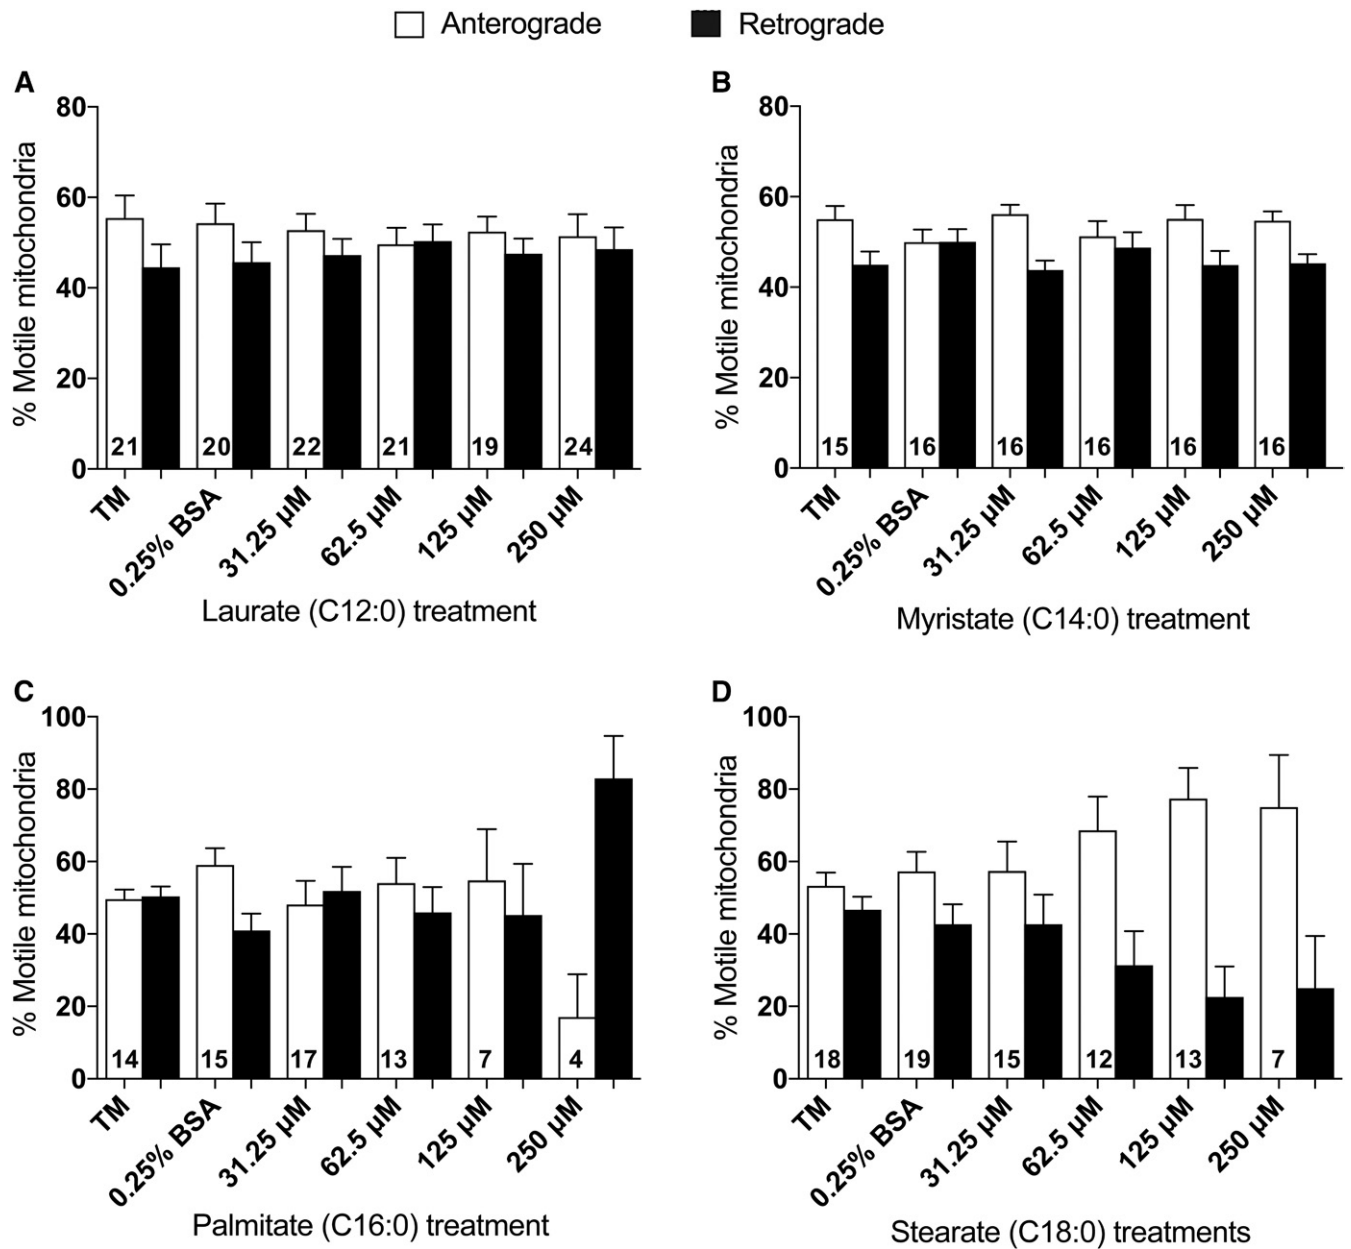 Anterograde Retrograde
A
80
60
40
20
0
% Motile mitochondria
21 20 22 21 19 24
TM 0.25% BSA 31.25 µM 62.5 µM 125 µM 250 µM
Laurate (C12:0) treatment
B
80
60
40
20
0
% Motile mitochondria
15 16 16 16 16 16
TM 0.25% BSA 31.25 µM 62.5 µM 125 µM 250 µM
Myristate (C14:0) treatment
C
100
80
60
40
20
0
% Motile mitochondria
14 15 17 13 7 4
TM 0.25% BSA 31.25 µM 62.5 µM 125 µM 250 µM
Palmitate (C16:0) treatment
D
100
80
60
40
20
0
% Motile mitochondria
18 19 15 12 13 7
TM 0.25% BSA 31.25 µM 62.5 µM 125 µM 250 µM
Stearate (C18:0) treatments